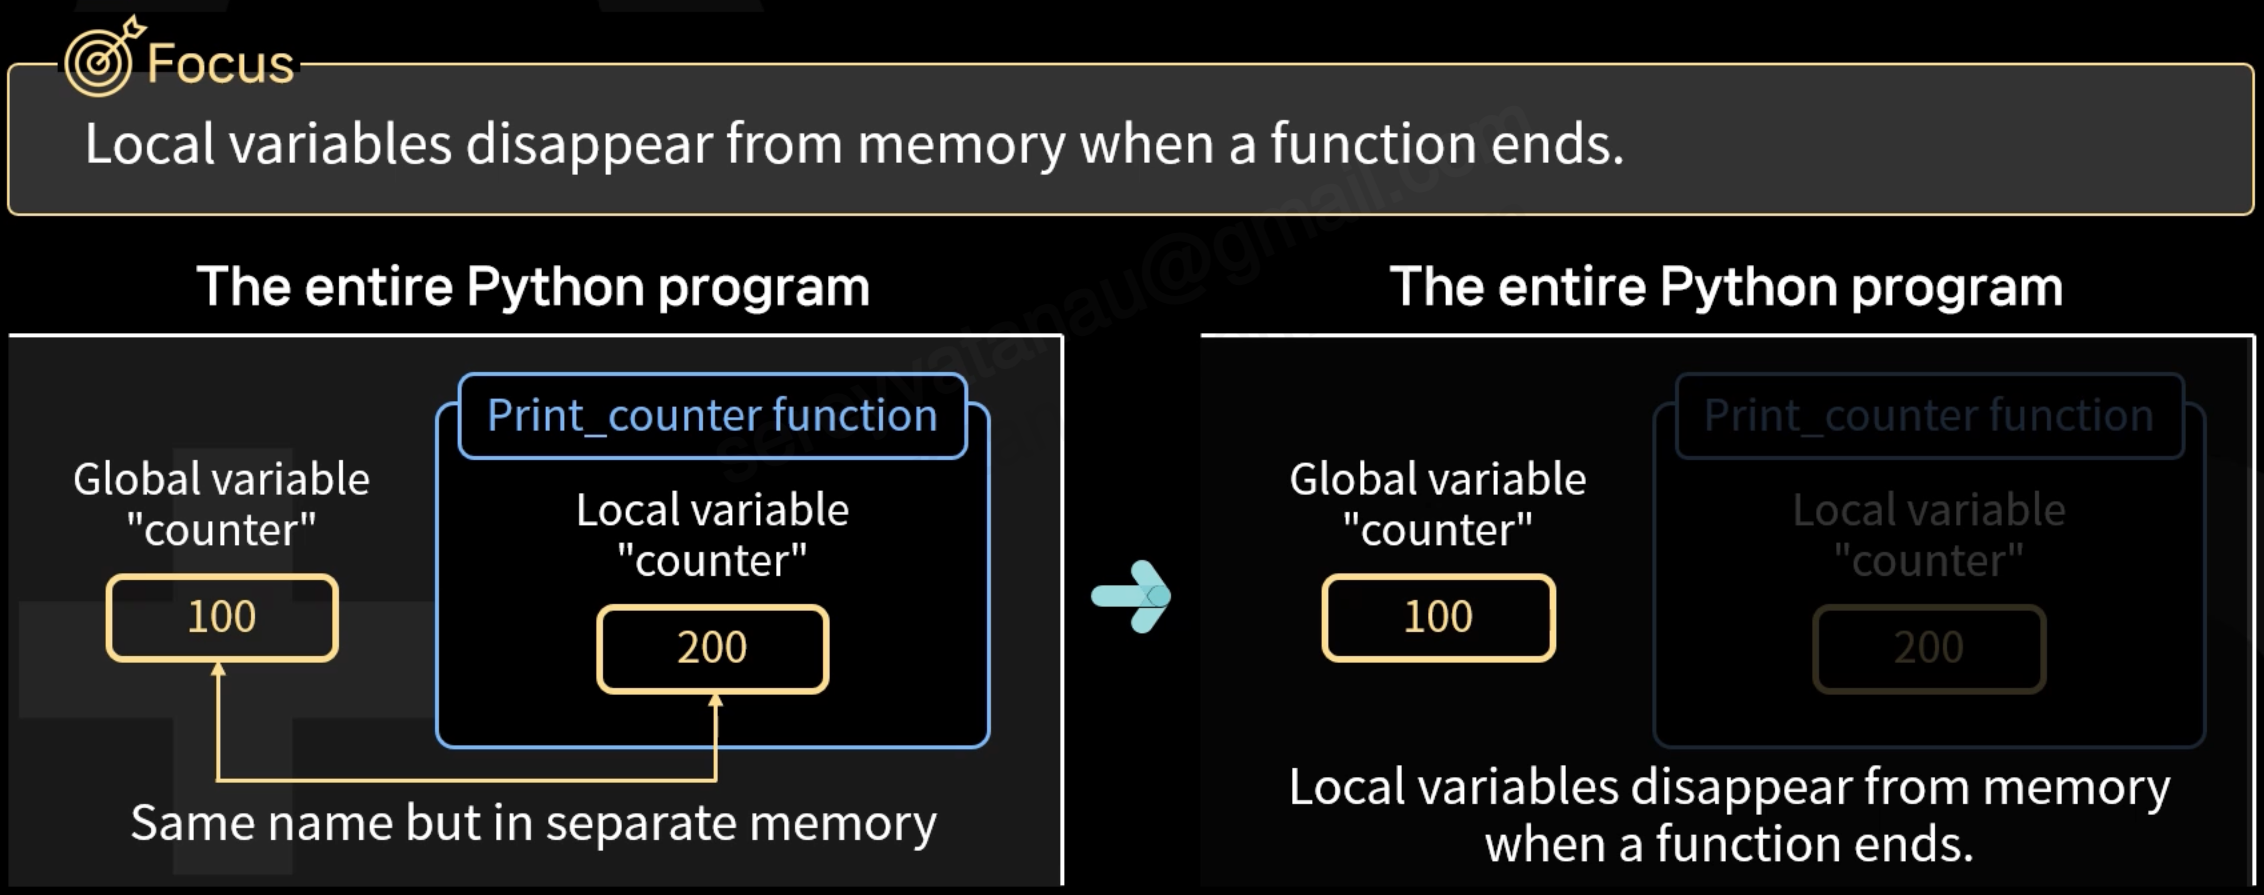 Focus
Local variables disappear from memory when a function ends.
The entire Python program
Print_counter function
Global variable
"counter"
100
Local variable
"counter"
200
Same name but in separate memory
The entire Python program
Print_counter function
Global variable
"counter"
100
Local variable
"counter"
200
Local variables disappear from memory
when a function ends.